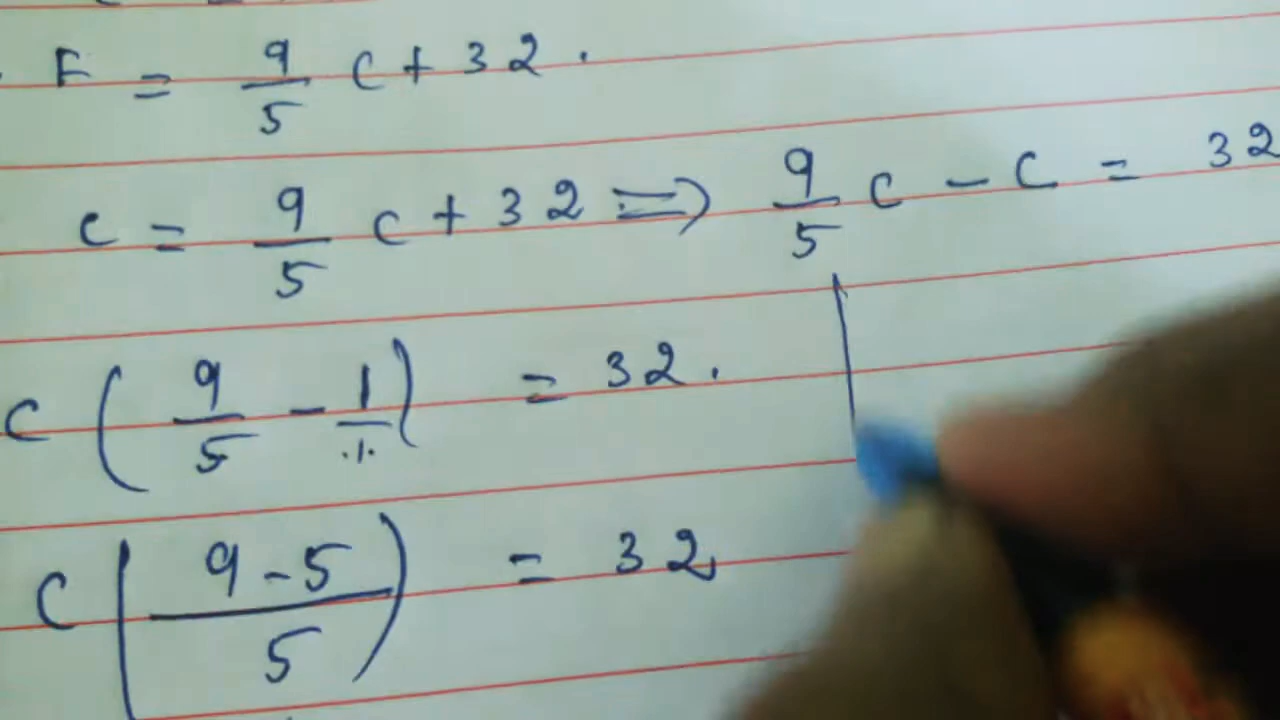 F = 9/5 C + 32.
C = 9/5 C + 32 ⇒ 9/5 C - C = 32
C ( 9/5 - 1/1 ) = 32.
C ( 9-5 / 5 ) = 32